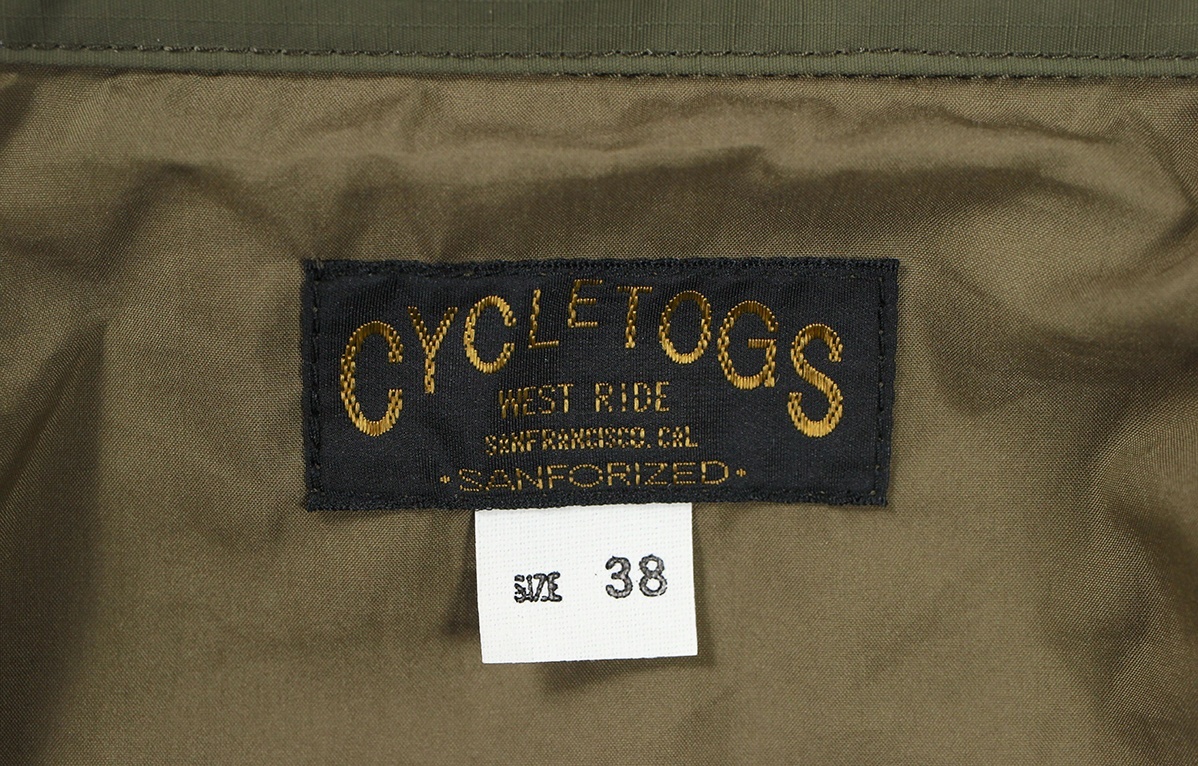 CYCLETOGS
WEST RIDE
SANFRANCISCO. CAL
•SANFORIZED•
SIZE 38